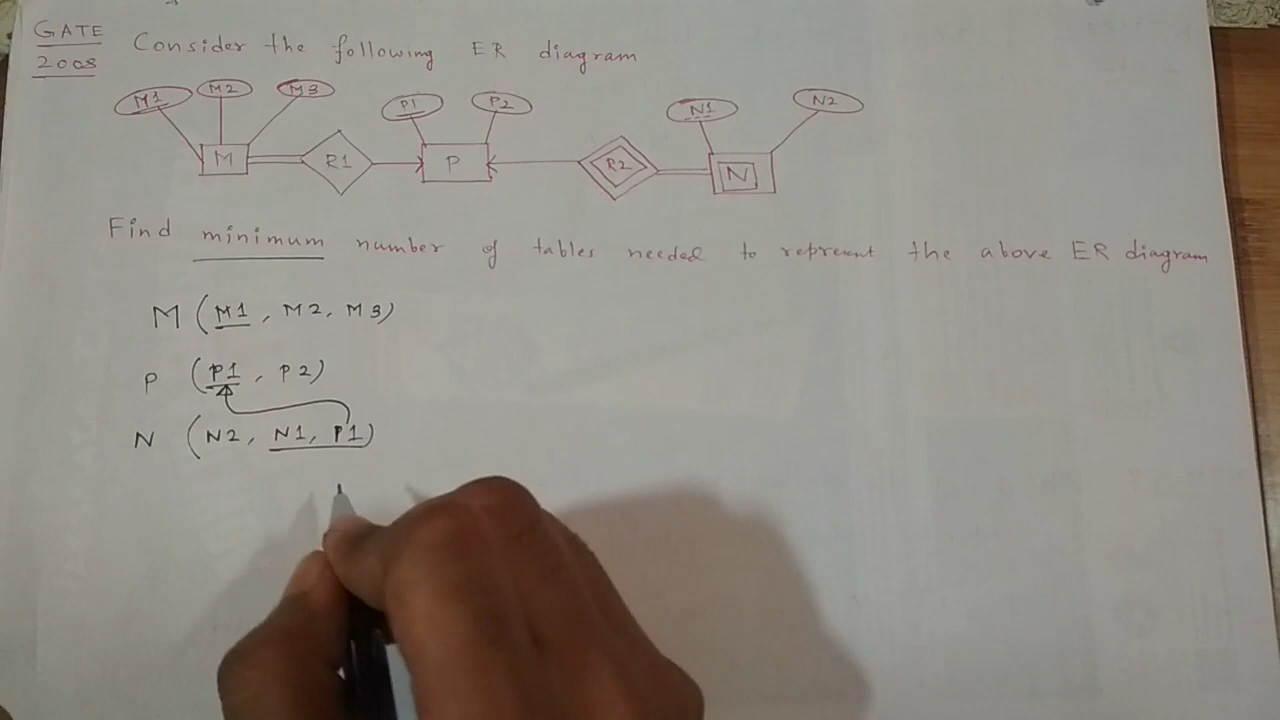 GATE
2008
Consider the following ER diagram
M1 M2 M3 P1 P2 N1 N2
M R1 P R2 N
Find minimum number of tables needed to represent the above ER diagram
M (M1, M2, M3)
P (P1, P2)
N (N2, N1, P1)